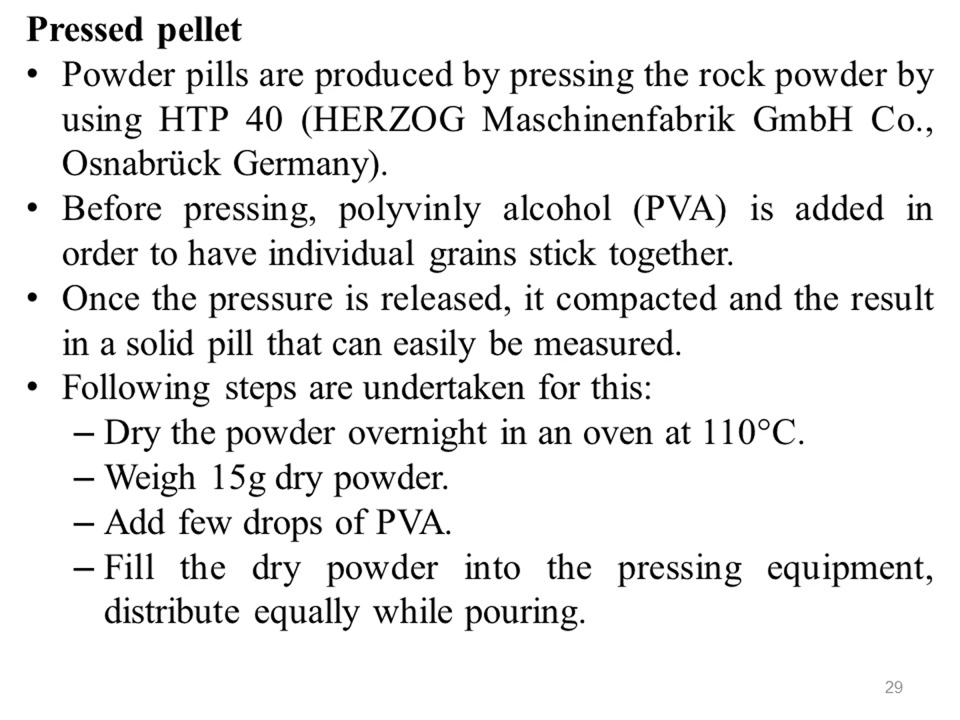 Pressed pellet
• Powder pills are produced by pressing the rock powder by
using HTP 40 (HERZOG Maschinenfabrik GmbH Co.,
Osnabrück Germany).
• Before pressing, polyvinly alcohol (PVA) is added in
order to have individual grains stick together.
• Once the pressure is released, it compacted and the result
in a solid pill that can easily be measured.
• Following steps are undertaken for this:
– Dry the powder overnight in an oven at 110°C.
– Weigh 15g dry powder.
– Add few drops of PVA.
– Fill the dry powder into the pressing equipment,
distribute equally while pouring.
29